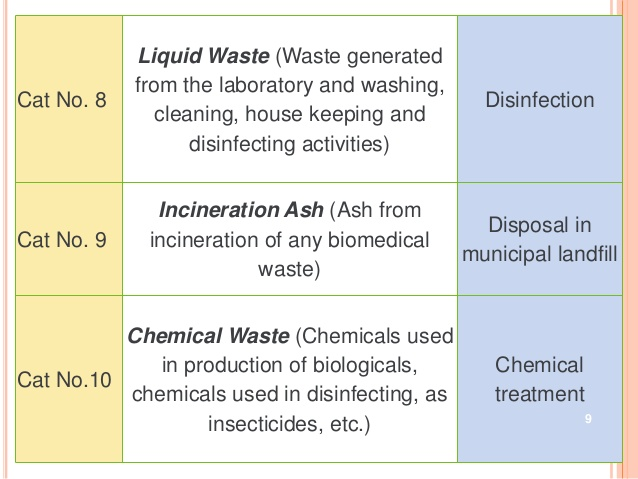 Cat No. 8
Liquid Waste (Waste generated
from the laboratory and washing,
cleaning, house keeping and
disinfecting activities)
Disinfection
Cat No. 9
Incineration Ash (Ash from
incineration of any biomedical
waste)
Disposal in
municipal landfill
Cat No.10
Chemical Waste (Chemicals used
in production of biologicals,
chemicals used in disinfecting, as
insecticides, etc.)
Chemical
treatment
9